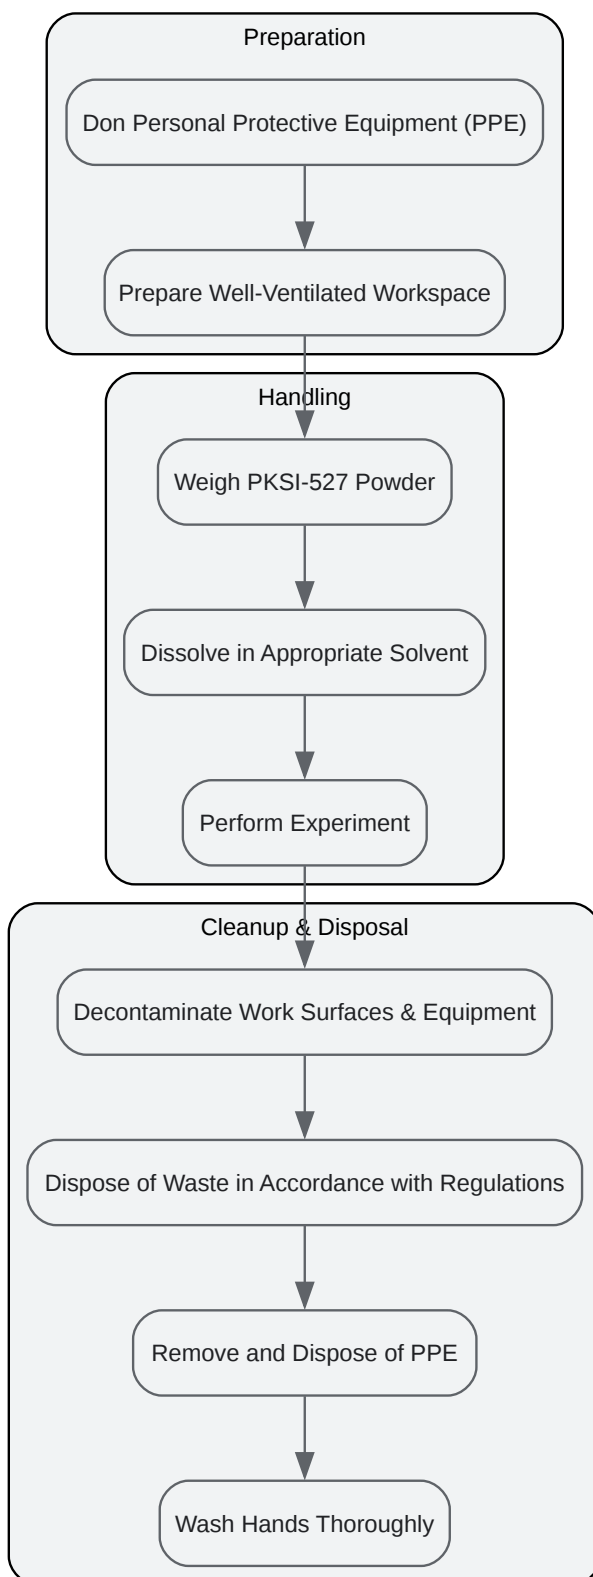 Preparation
Don Personal Protective Equipment (PPE)
Prepare Well-Ventilated Workspace
Handling
Weigh PKSI-527 Powder
Dissolve in Appropriate Solvent
Perform Experiment
Cleanup & Disposal
Decontaminate Work Surfaces & Equipment
Dispose of Waste in Accordance with Regulations
Remove and Dispose of PPE
Wash Hands Thoroughly